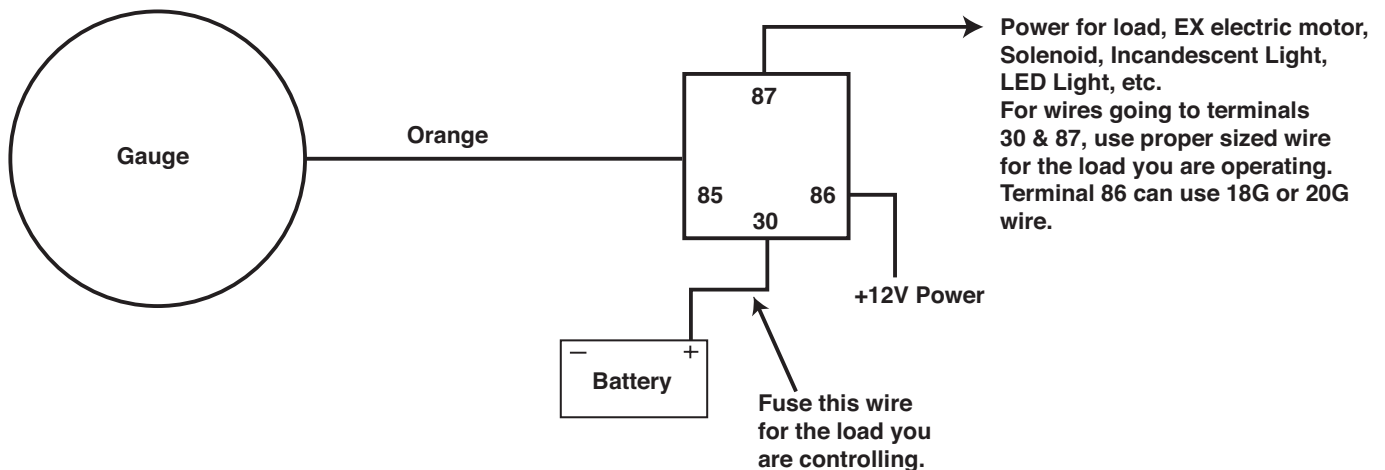 Gauge
Orange
87
85
86
30
Power for load, EX electric motor,
Solenoid, Incandescent Light,
LED Light, etc.
For wires going to terminals
30 & 87, use proper sized wire
for the load you are operating.
Terminal 86 can use 18G or 20G
wire.
+12V Power
– +
Battery
Fuse this wire
for the load you
are controlling.